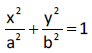 x²/a² + y²/b² = 1